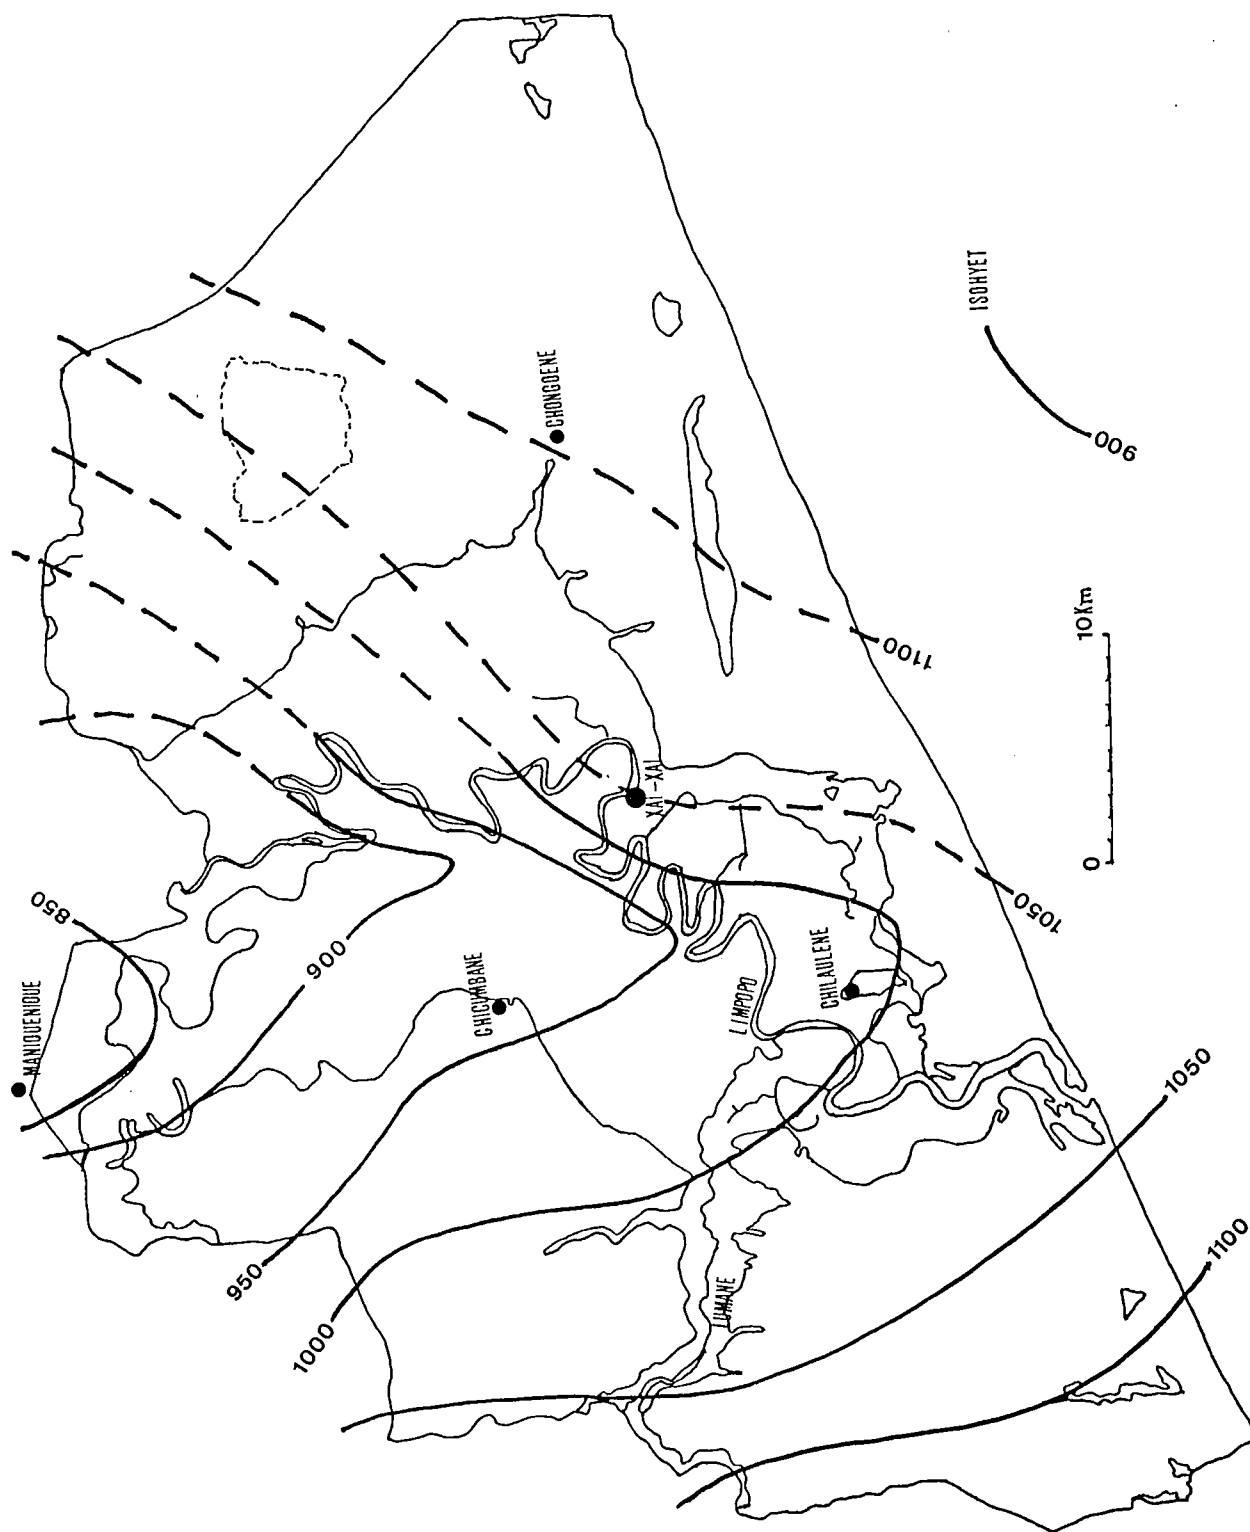 MANIQUENIQUE
850
900
CHICUMBANE
950
1000
CHONGOENE
XAI-XAI
LIMPOPO
CHILAULENE
LUMANE
1100
1050
1050
1100
ISOHYET
900
0
10Km